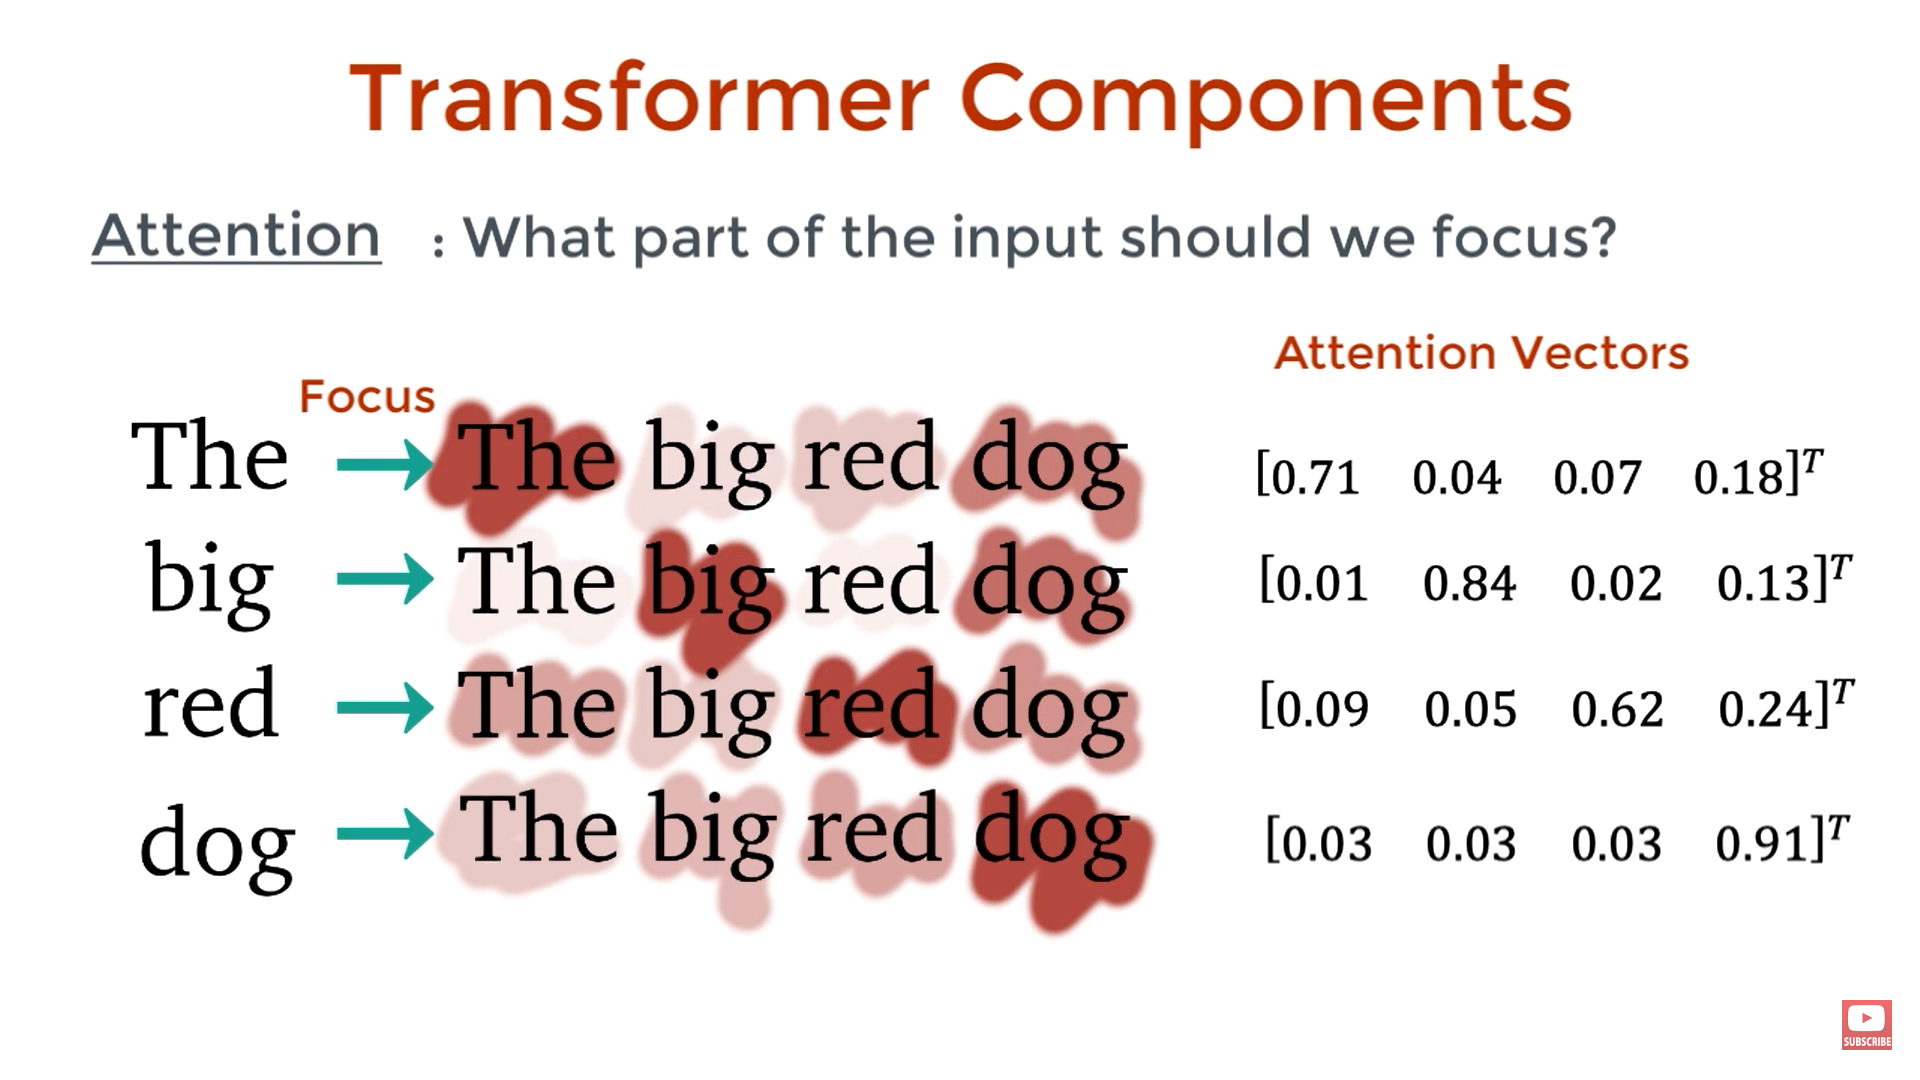 Transformer Components
Attention : What part of the input should we focus?
Attention Vectors
Focus
The → The big red dog [0.71 0.04 0.07 0.18]ᵀ
big → The big red dog [0.01 0.84 0.02 0.13]ᵀ
red → The big red dog [0.09 0.05 0.62 0.24]ᵀ
dog → The big red dog [0.03 0.03 0.03 0.91]ᵀ
SUBSCRIBE